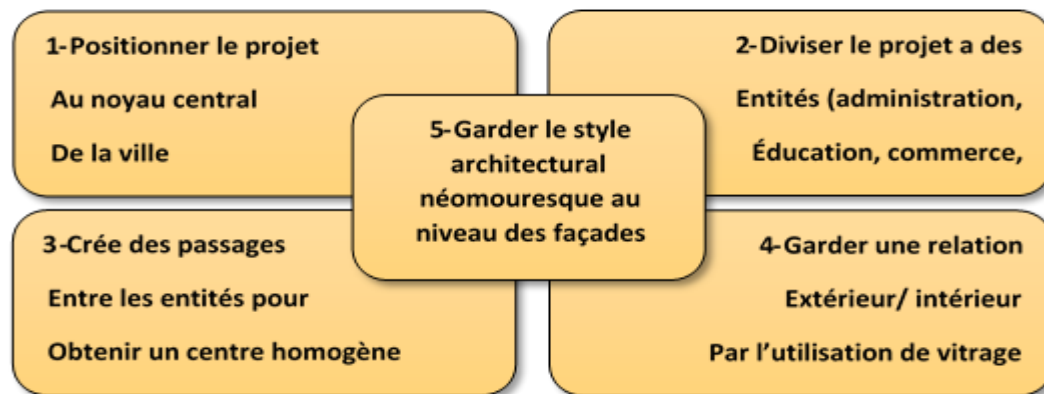 1-Positionner le projet
Au noyau central
De la ville
2-Diviser le projet a des
Entités (administration,
Éducation, commerce,
3-Crée des passages
Entre les entités pour
Obtenir un centre homogène
4-Garder une relation
Extérieur/ intérieur
Par l’utilisation de vitrage
5-Garder le style
architectural
néomouresque au
niveau des façades